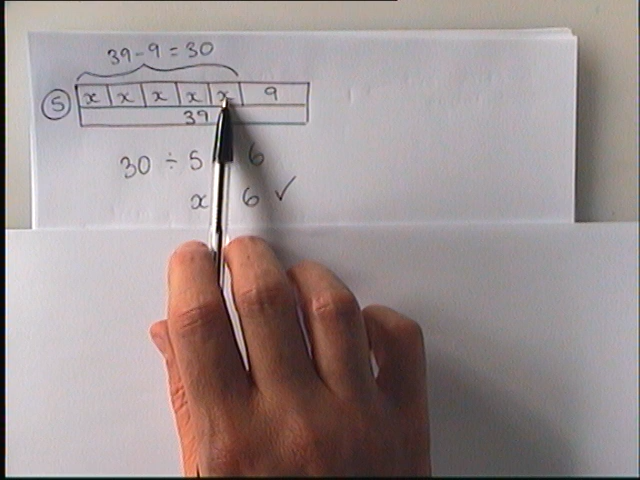 39-9=30
5 x x x x x 9
39
30 ÷ 5 6
x 6 ✓